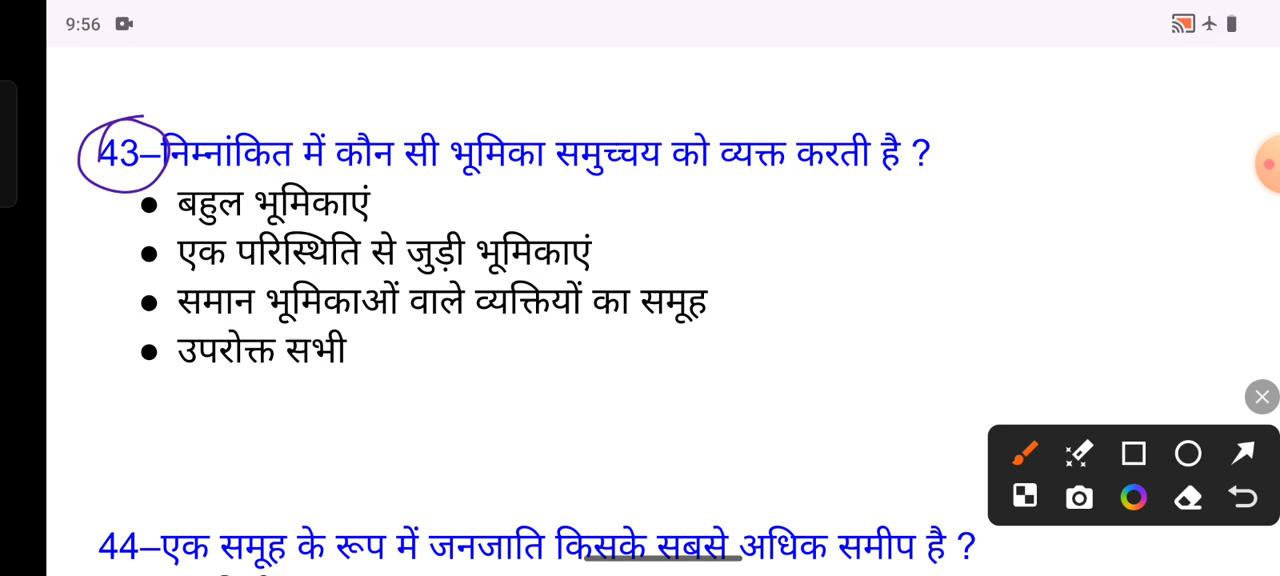 9:56
43–निम्नांकित में कौन सी भूमिका समुच्चय को व्यक्त करती है ?
● बहुल भूमिकाएं
● एक परिस्थिति से जुड़ी भूमिकाएं
● समान भूमिकाओं वाले व्यक्तियों का समूह
● उपरोक्त सभी
44–एक समूह के रूप में जनजाति किसके सबसे अधिक समीप है ?